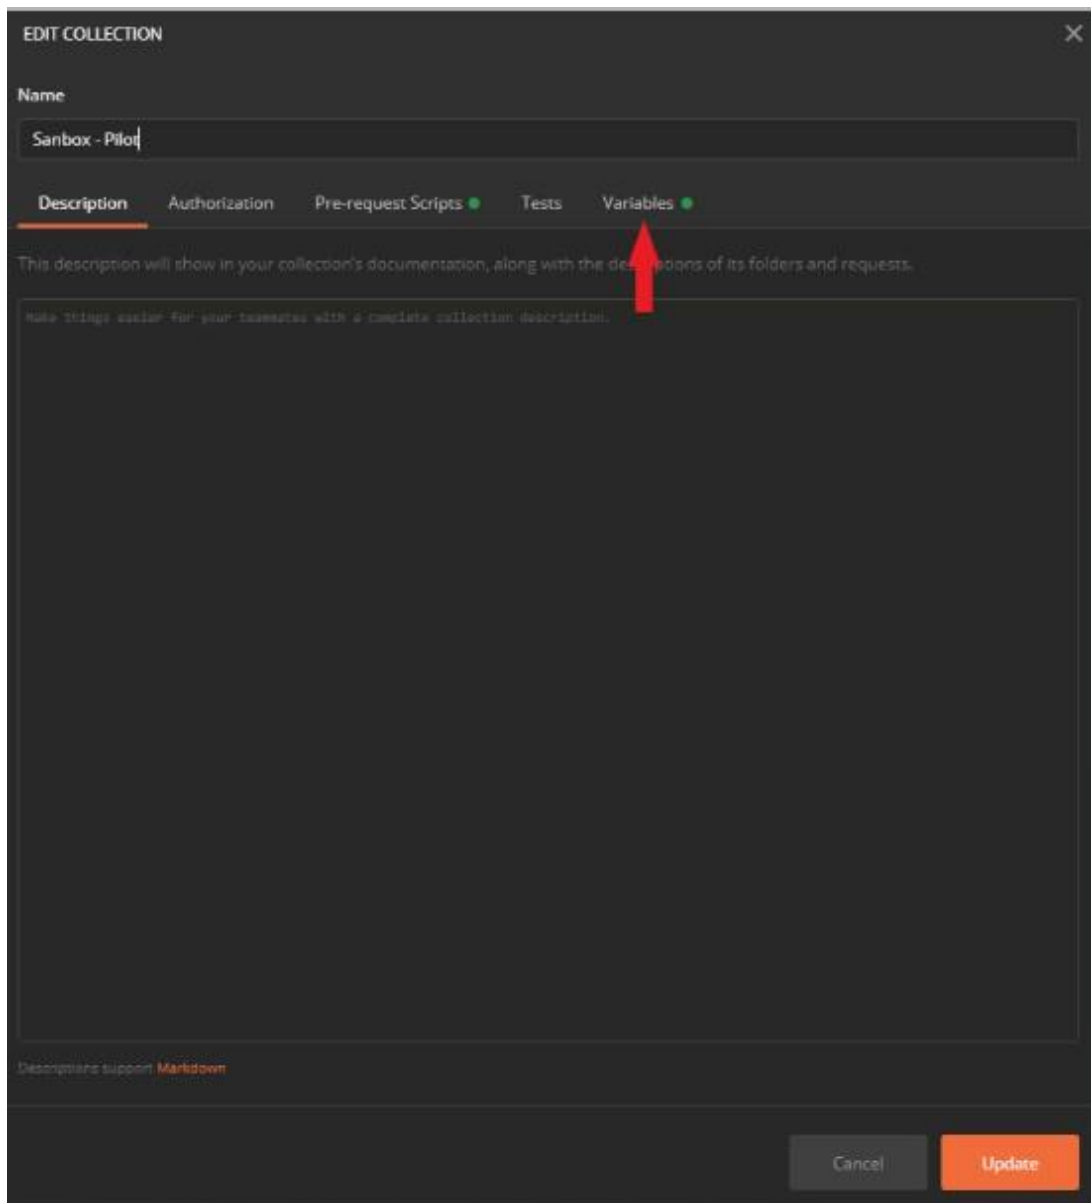 EDIT COLLECTION
Name
Sanbox - Pilot
Description Authorization Pre-request Scripts Tests Variables
This description will show in your collection's documentation, along with the descriptions of its folders and requests.
Make things easier for your teammates with a complete collection description.
Descriptions support Markdown
Cancel Update